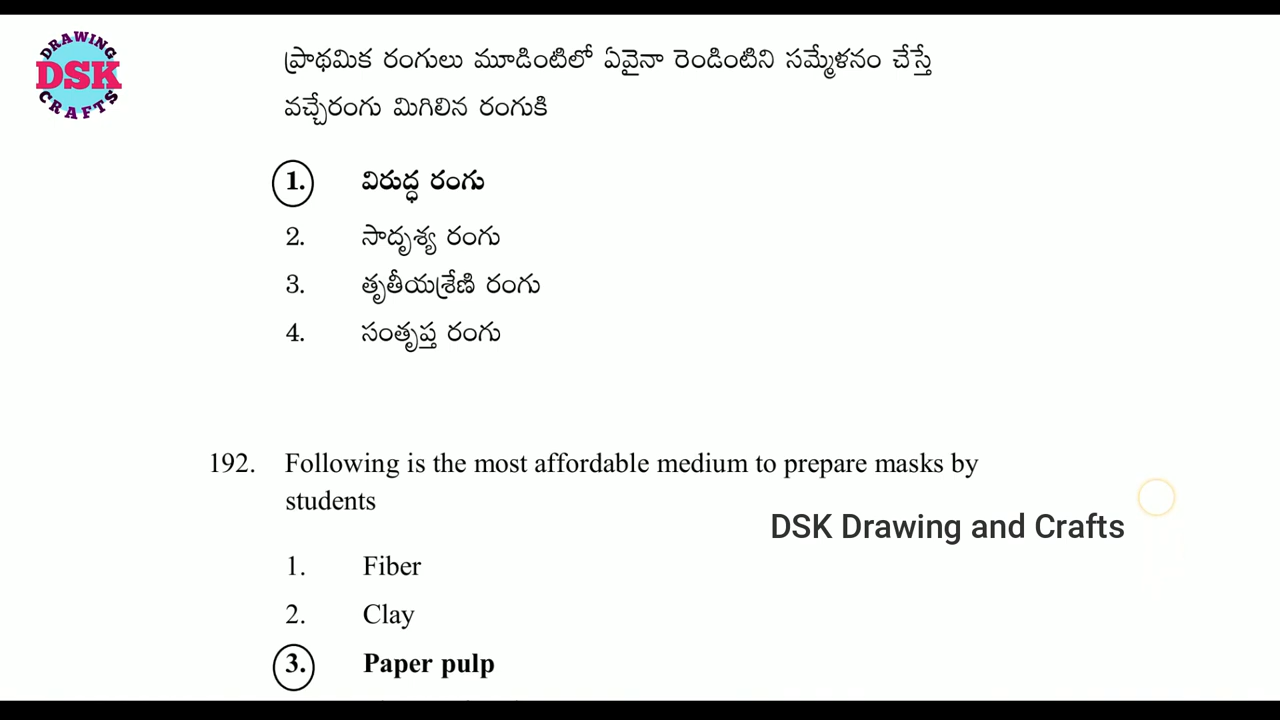 DRAWING
DSK
CRAFTS
ప్రాథమిక రంగులు మూడింటిలో ఏవైనా రెండింటిని సమ్మేళనం చేస్తే
వచ్చేరంగు మిగిలిన రంగుకి
1. విరుద్ధ రంగు
2. సాదృశ్య రంగు
3. తృతీయశ్రేణి రంగు
4. సంతృప్త రంగు
192. Following is the most affordable medium to prepare masks by
students
DSK Drawing and Crafts
1. Fiber
2. Clay
3. Paper pulp